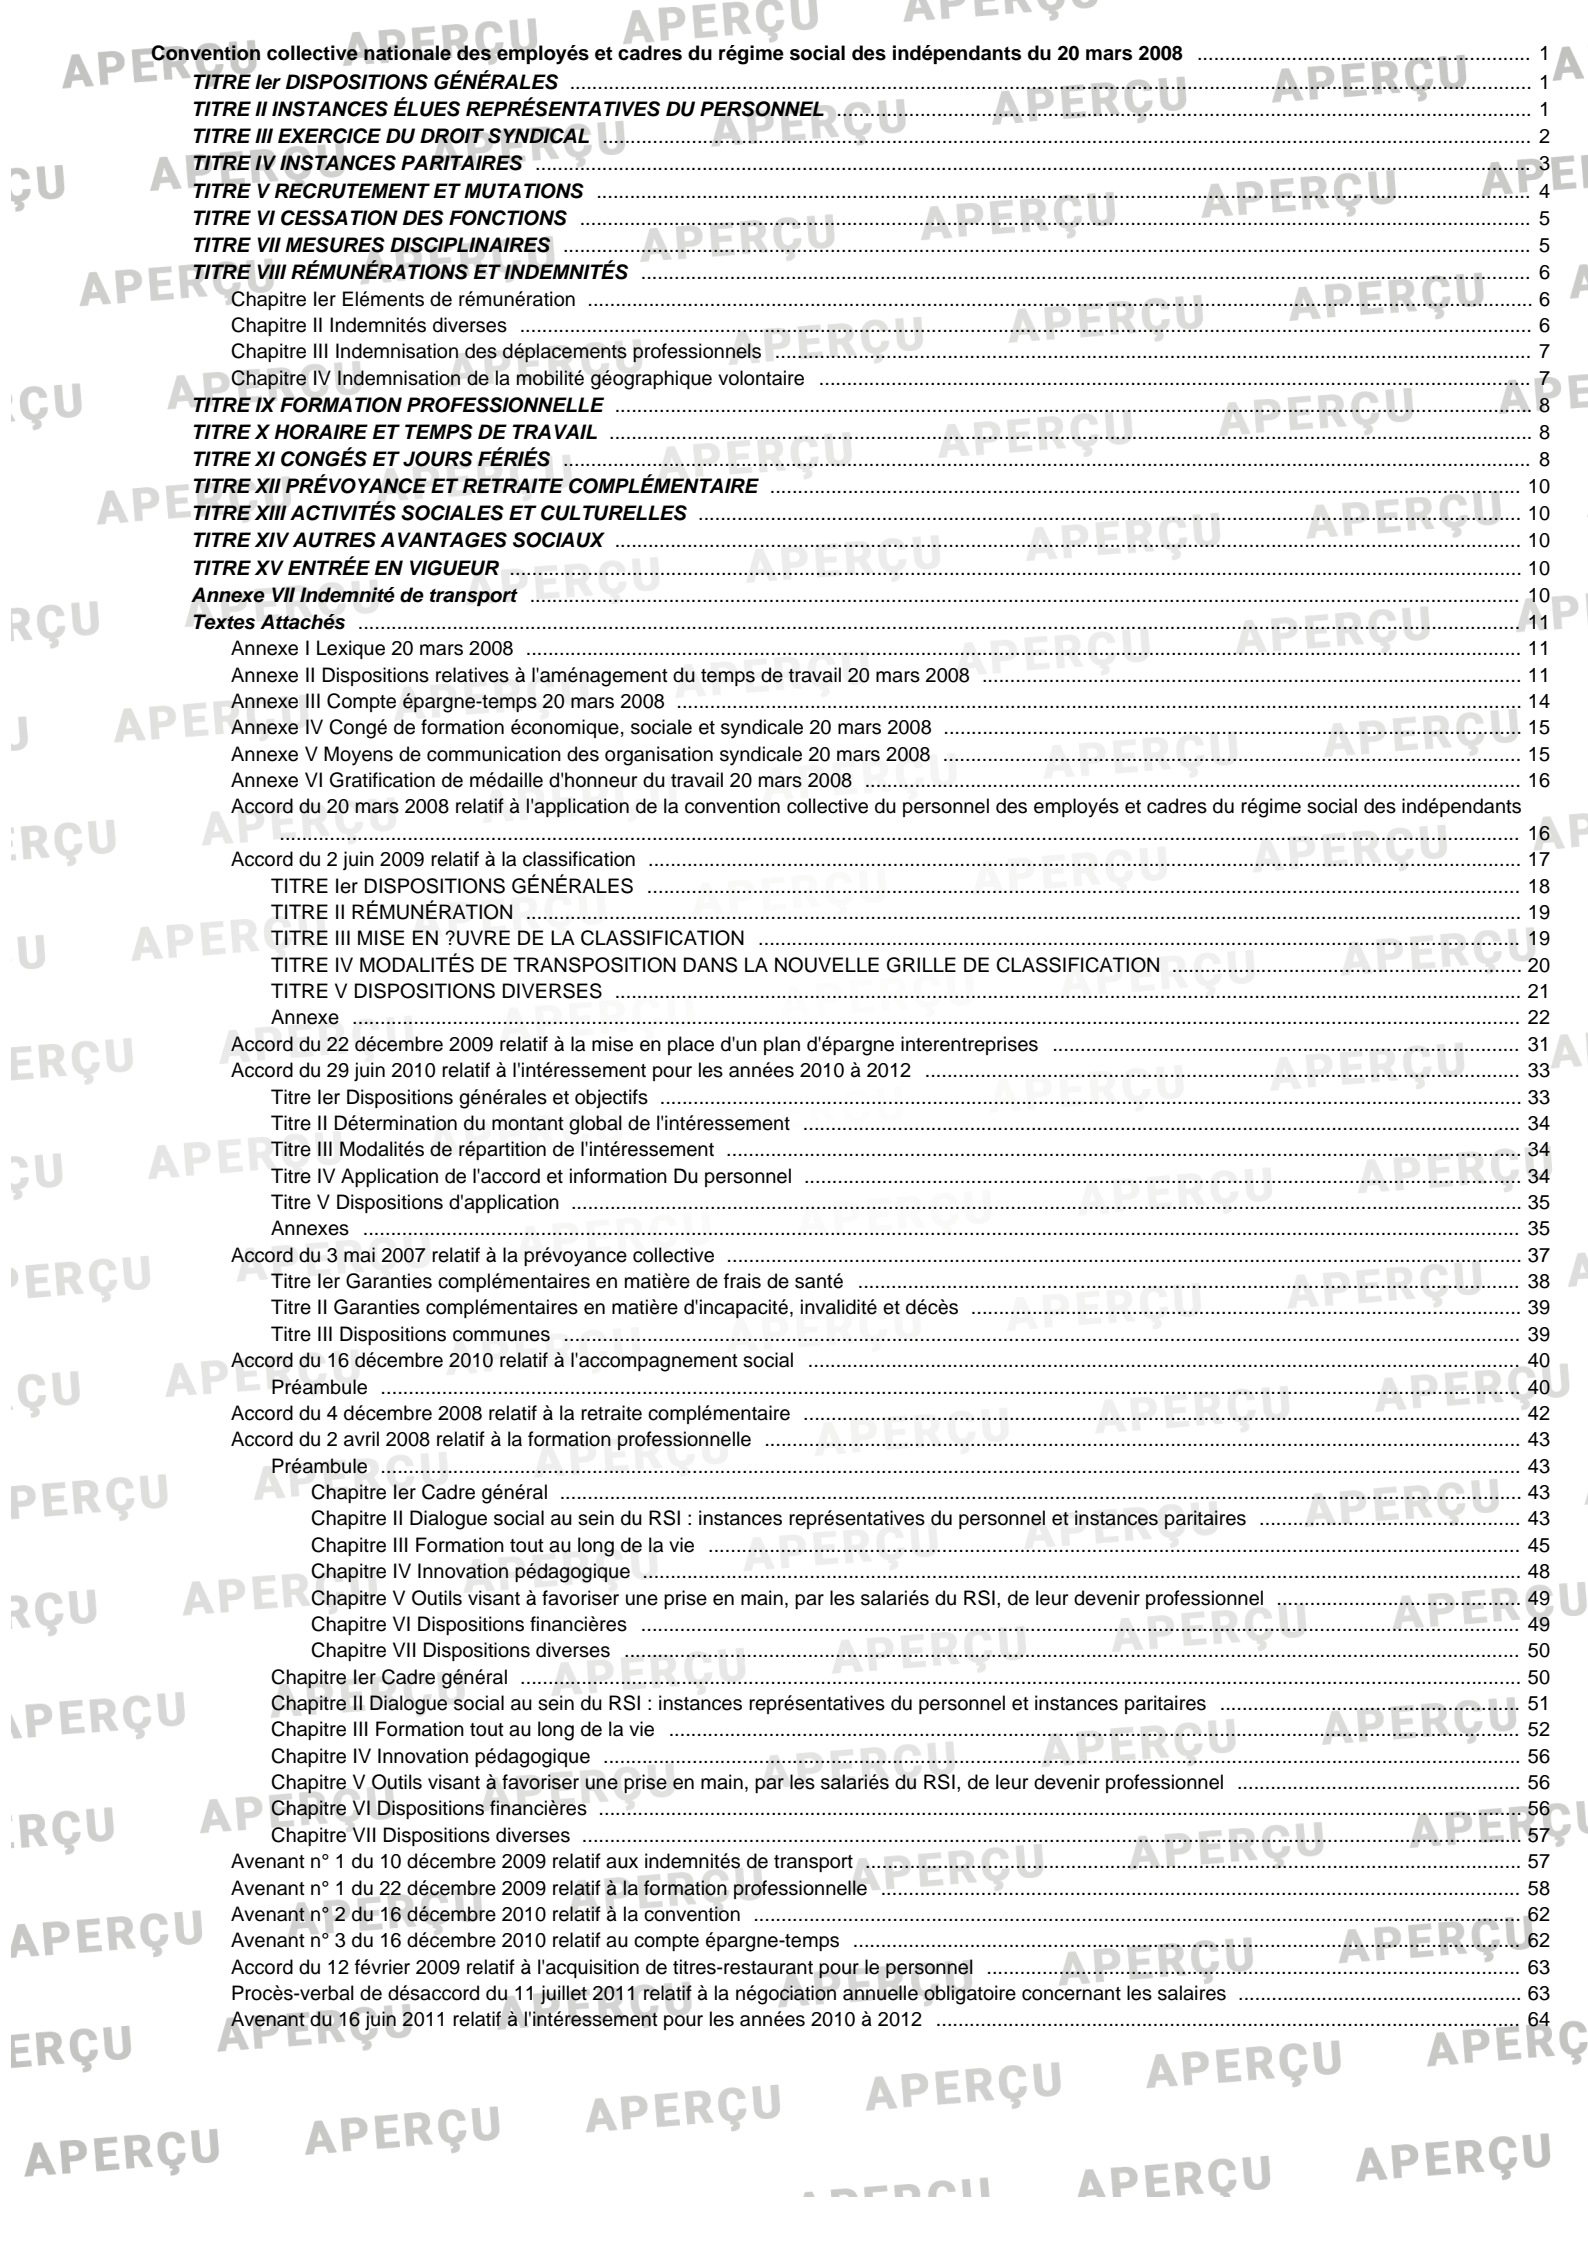 Convention collective nationale des employés et cadres du régime social des indépendants du 20 mars 2008 ... 1
TITRE Ier DISPOSITIONS GÉNÉRALES ... 1
TITRE II INSTANCES ÉLUES REPRÉSENTATIVES DU PERSONNEL ... 1
TITRE III EXERCICE DU DROIT SYNDICAL ... 2
TITRE IV INSTANCES PARITAIRES ... 3
TITRE V RECRUTEMENT ET MUTATIONS ... 4
TITRE VI CESSATION DES FONCTIONS ... 5
TITRE VII MESURES DISCIPLINAIRES ... 5
TITRE VIII RÉMUNÉRATIONS ET INDEMNITÉS ... 6
Chapitre Ier Eléments de rémunération ... 6
Chapitre II Indemnités diverses ... 6
Chapitre III Indemnisation des déplacements professionnels ... 7
Chapitre IV Indemnisation de la mobilité géographique volontaire ... 7
TITRE IX FORMATION PROFESSIONNELLE ... 8
TITRE X HORAIRE ET TEMPS DE TRAVAIL ... 8
TITRE XI CONGÉS ET JOURS FÉRIÉS ... 8
TITRE XII PRÉVOYANCE ET RETRAITE COMPLÉMENTAIRE ... 10
TITRE XIII ACTIVITÉS SOCIALES ET CULTURELLES ... 10
TITRE XIV AUTRES AVANTAGES SOCIAUX ... 10
TITRE XV ENTRÉE EN VIGUEUR ... 10
Annexe VII Indemnité de transport ... 10
Textes Attachés ... 11
Annexe I Lexique 20 mars 2008 ... 11
Annexe II Dispositions relatives à l'aménagement du temps de travail 20 mars 2008 ... 11
Annexe III Compte épargne-temps 20 mars 2008 ... 14
Annexe IV Congé de formation économique, sociale et syndicale 20 mars 2008 ... 15
Annexe V Moyens de communication des organisation syndicale 20 mars 2008 ... 15
Annexe VI Gratification de médaille d'honneur du travail 20 mars 2008 ... 16
Accord du 20 mars 2008 relatif à l'application de la convention collective du personnel des employés et cadres du régime social des indépendants
... 16
Accord du 2 juin 2009 relatif à la classification ... 17
TITRE Ier DISPOSITIONS GÉNÉRALES ... 18
TITRE II RÉMUNÉRATION ... 19
TITRE III MISE EN ?UVRE DE LA CLASSIFICATION ... 19
TITRE IV MODALITÉS DE TRANSPOSITION DANS LA NOUVELLE GRILLE DE CLASSIFICATION ... 20
TITRE V DISPOSITIONS DIVERSES ... 21
Annexe ... 22
Accord du 22 décembre 2009 relatif à la mise en place d'un plan d'épargne interentreprises ... 31
Accord du 29 juin 2010 relatif à l'intéressement pour les années 2010 à 2012 ... 33
Titre Ier Dispositions générales et objectifs ... 33
Titre II Détermination du montant global de l'intéressement ... 34
Titre III Modalités de répartition de l'intéressement ... 34
Titre IV Application de l'accord et information Du personnel ... 34
Titre V Dispositions d'application ... 35
Annexes ... 35
Accord du 3 mai 2007 relatif à la prévoyance collective ... 37
Titre Ier Garanties complémentaires en matière de frais de santé ... 38
Titre II Garanties complémentaires en matière d'incapacité, invalidité et décès ... 39
Titre III Dispositions communes ... 39
Accord du 16 décembre 2010 relatif à l'accompagnement social ... 40
Préambule ... 40
Accord du 4 décembre 2008 relatif à la retraite complémentaire ... 42
Accord du 2 avril 2008 relatif à la formation professionnelle ... 43
Préambule ... 43
Chapitre Ier Cadre général ... 43
Chapitre II Dialogue social au sein du RSI : instances représentatives du personnel et instances paritaires ... 43
Chapitre III Formation tout au long de la vie ... 45
Chapitre IV Innovation pédagogique ... 48
Chapitre V Outils visant à favoriser une prise en main, par les salariés du RSI, de leur devenir professionnel ... 49
Chapitre VI Dispositions financières ... 49
Chapitre VII Dispositions diverses ... 50
Chapitre Ier Cadre général ... 50
Chapitre II Dialogue social au sein du RSI : instances représentatives du personnel et instances paritaires ... 51
Chapitre III Formation tout au long de la vie ... 52
Chapitre IV Innovation pédagogique ... 56
Chapitre V Outils visant à favoriser une prise en main, par les salariés du RSI, de leur devenir professionnel ... 56
Chapitre VI Dispositions financières ... 56
Chapitre VII Dispositions diverses ... 57
Avenant n° 1 du 10 décembre 2009 relatif aux indemnités de transport ... 57
Avenant n° 1 du 22 décembre 2009 relatif à la formation professionnelle ... 58
Avenant n° 2 du 16 décembre 2010 relatif à la convention ... 62
Avenant n° 3 du 16 décembre 2010 relatif au compte épargne-temps ... 62
Accord du 12 février 2009 relatif à l'acquisition de titres-restaurant pour le personnel ... 63
Procès-verbal de désaccord du 11 juillet 2011 relatif à la négociation annuelle obligatoire concernant les salaires ... 63
Avenant du 16 juin 2011 relatif à l'intéressement pour les années 2010 à 2012 ... 64
APERÇU